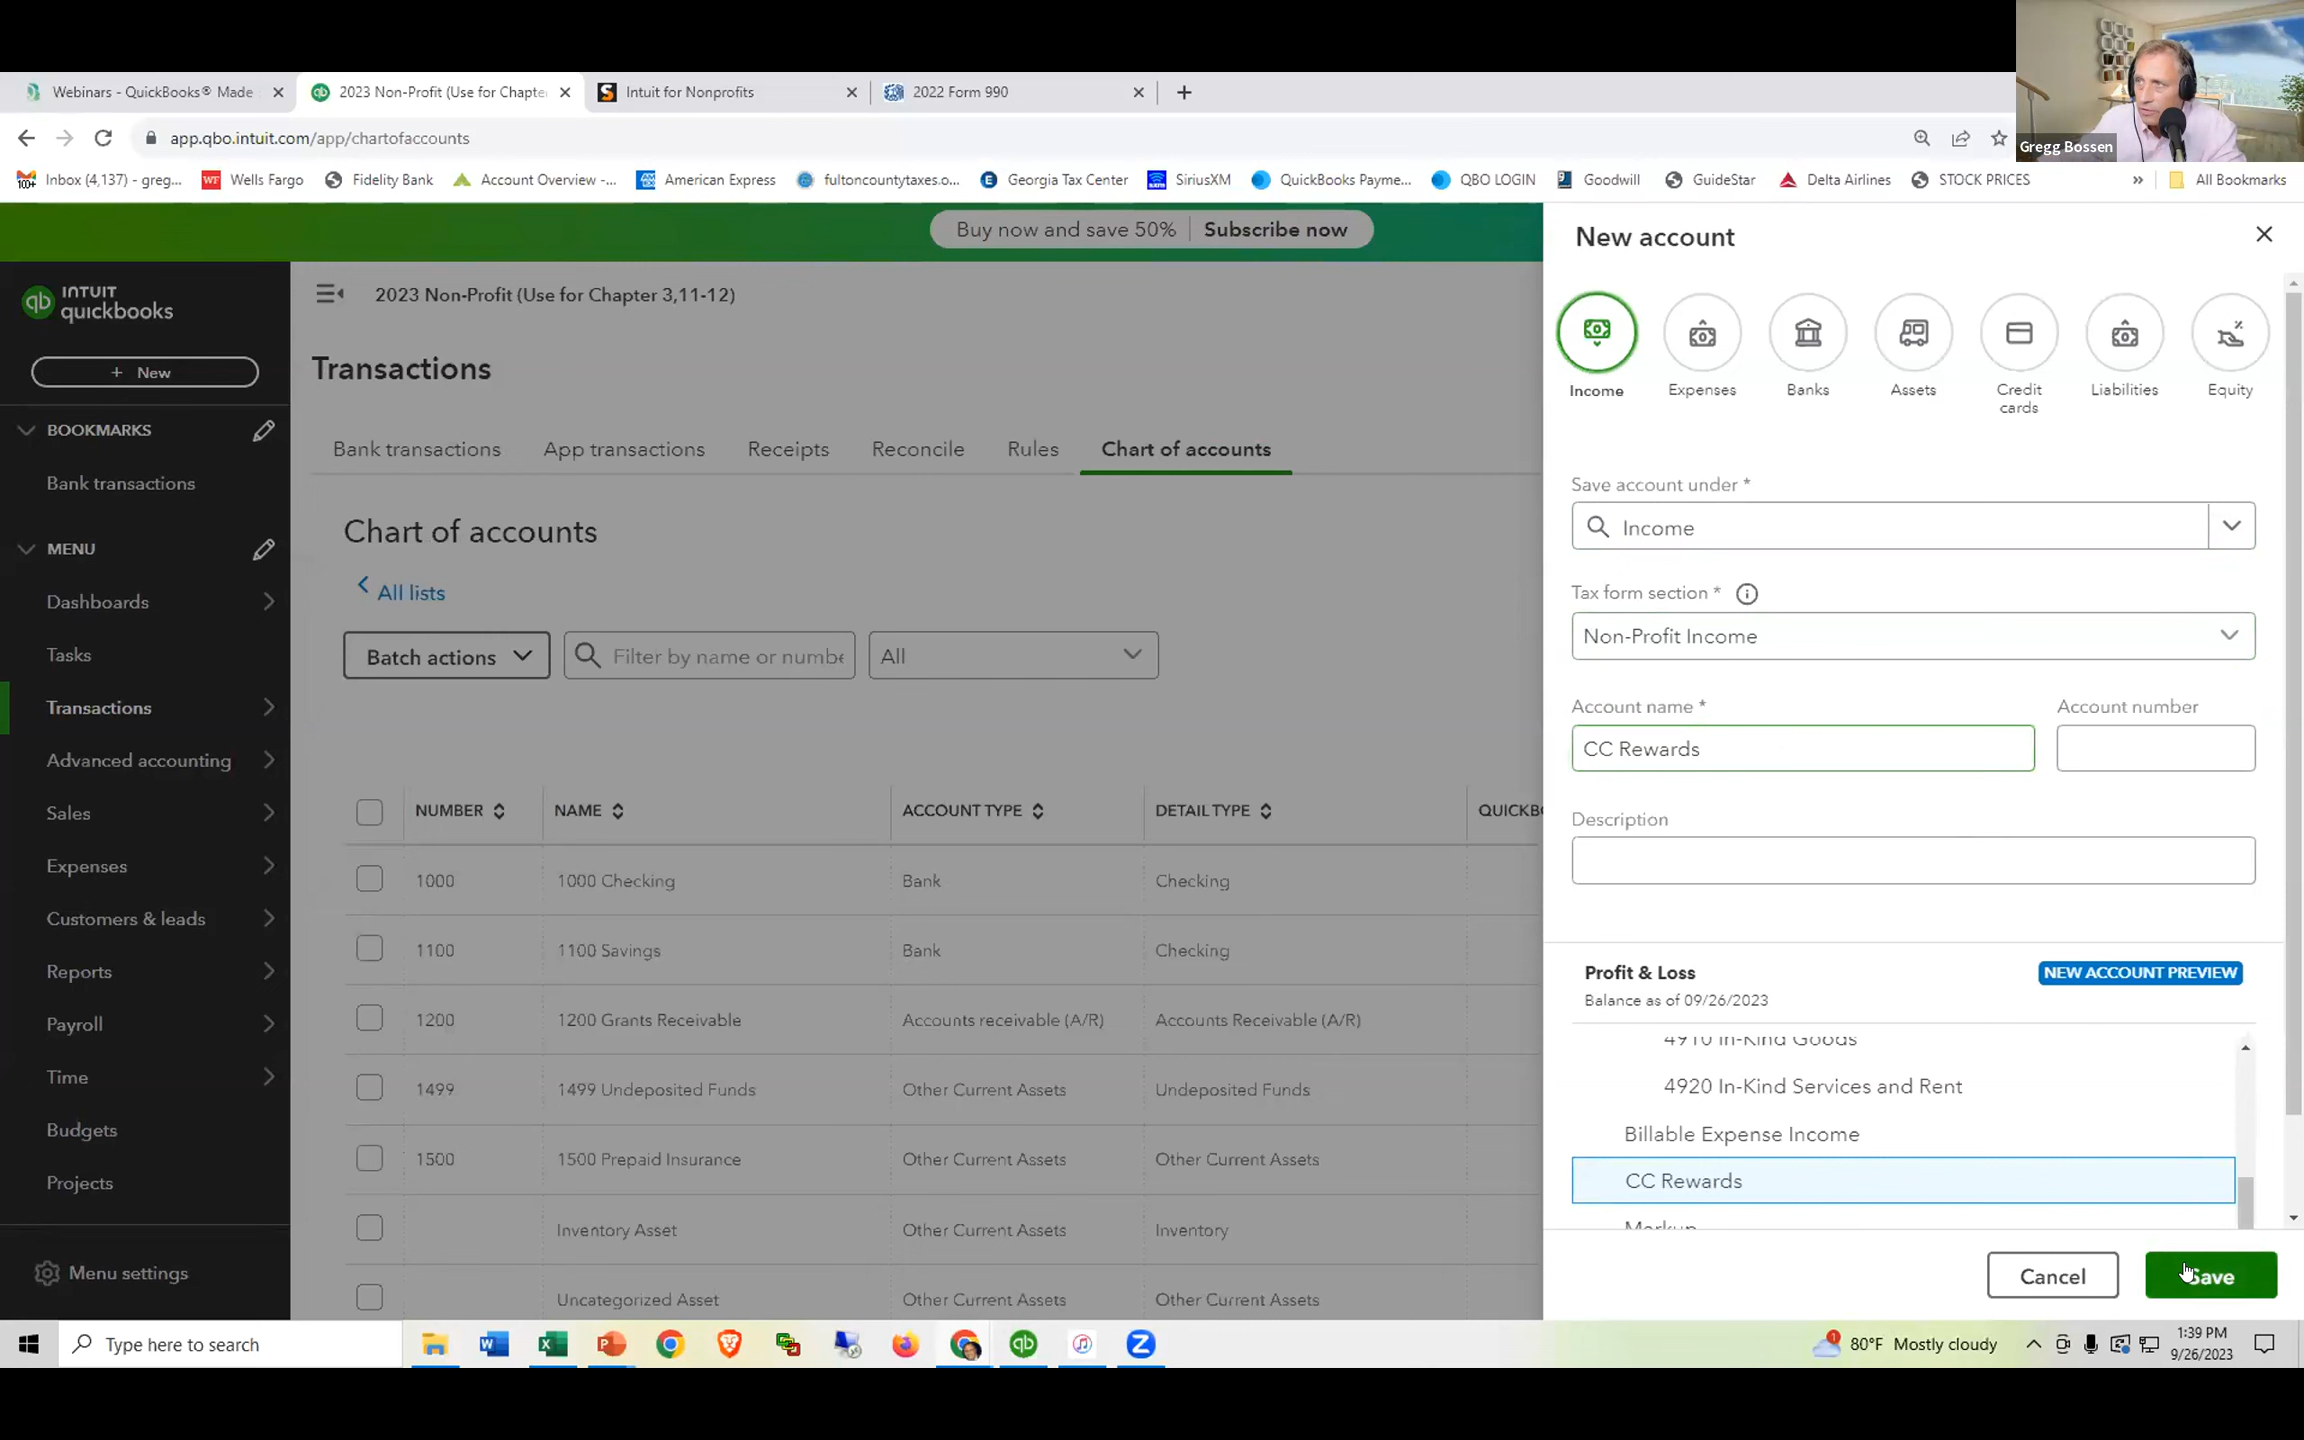 Webinars - QuickBooks® Made
2023 Non-Profit (Use for Chapte
Intuit for Nonprofits
2022 Form 990
Gregg Bossen
app.qbo.intuit.com/app/chartofaccounts
Inbox (4,137) - greg...
Wells Fargo
Fidelity Bank
Account Overview -...
American Express
fultoncountytaxes.o...
Georgia Tax Center
SiriusXM
QuickBooks Payme...
QBO LOGIN
Goodwill
GuideStar
Delta Airlines
STOCK PRICES
All Bookmarks
Buy now and save 50%
Subscribe now
INTUIT
quickbooks
+ New
BOOKMARKS
Bank transactions
MENU
Dashboards
Tasks
Transactions
Advanced accounting
Sales
Expenses
Customers & leads
Reports
Payroll
Time
Budgets
Projects
Menu settings
2023 Non-Profit (Use for Chapter 3,11-12)
Transactions
Bank transactions
App transactions
Receipts
Reconcile
Rules
Chart of accounts
Chart of accounts
All lists
Batch actions
Filter by name or numbe
All
NUMBER NAME ACCOUNT TYPE DETAIL TYPE QUICKB
1000 1000 Checking Bank Checking
1100 1100 Savings Bank Checking
1200 1200 Grants Receivable Accounts receivable (A/R) Accounts Receivable (A/R)
1499 1499 Undeposited Funds Other Current Assets Undeposited Funds
1500 1500 Prepaid Insurance Other Current Assets Other Current Assets
Inventory Asset Other Current Assets Inventory
Uncategorized Asset Other Current Assets Other Current Assets
New account
Income
Expenses
Banks
Assets
Credit
cards
Liabilities
Equity
Save account under *
Income
Tax form section *
Non-Profit Income
Account name *
Account number
CC Rewards
Description
Profit & Loss
NEW ACCOUNT PREVIEW
Balance as of 09/26/2023
4910 In-Kind Goods
4920 In-Kind Services and Rent
Billable Expense Income
CC Rewards
Markup
Cancel
Save
Type here to search
80°F Mostly cloudy
1:39 PM
9/26/2023